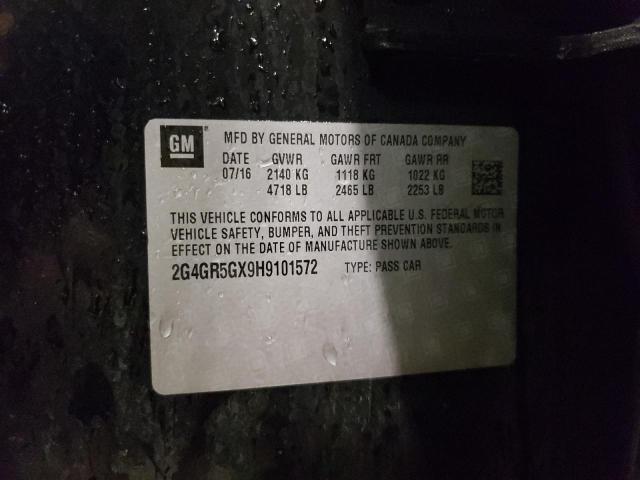 GM
MFD BY GENERAL MOTORS OF CANADA COMPANY
DATE GVWR GAWR FRT GAWR RR
07/16 2140 KG 1118 KG 1022 KG
4718 LB 2465 LB 2253 LB
THIS VEHICLE CONFORMS TO ALL APPLICABLE U.S. FEDERAL MOTOR
VEHICLE SAFETY, BUMPER, AND THEFT PREVENTION STANDARDS IN
EFFECT ON THE DATE OF MANUFACTURE SHOWN ABOVE.
2G4GR5GX9H9101572 TYPE: PASS CAR